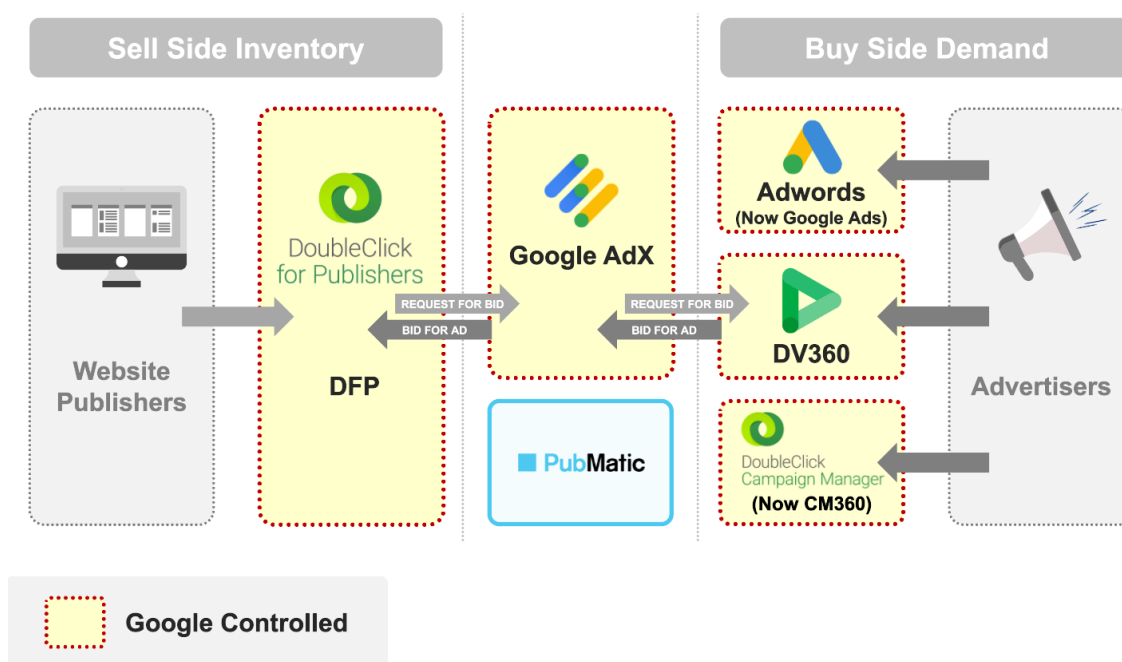 Sell Side Inventory
Buy Side Demand
Website
Publishers
DoubleClick
for Publishers
DFP
Google AdX
REQUEST FOR BID
BID FOR AD
REQUEST FOR BID
BID FOR AD
PubMatic
Adwords
(Now Google Ads)
DV360
DoubleClick
Campaign Manager
(Now CM360)
Advertisers
Google Controlled